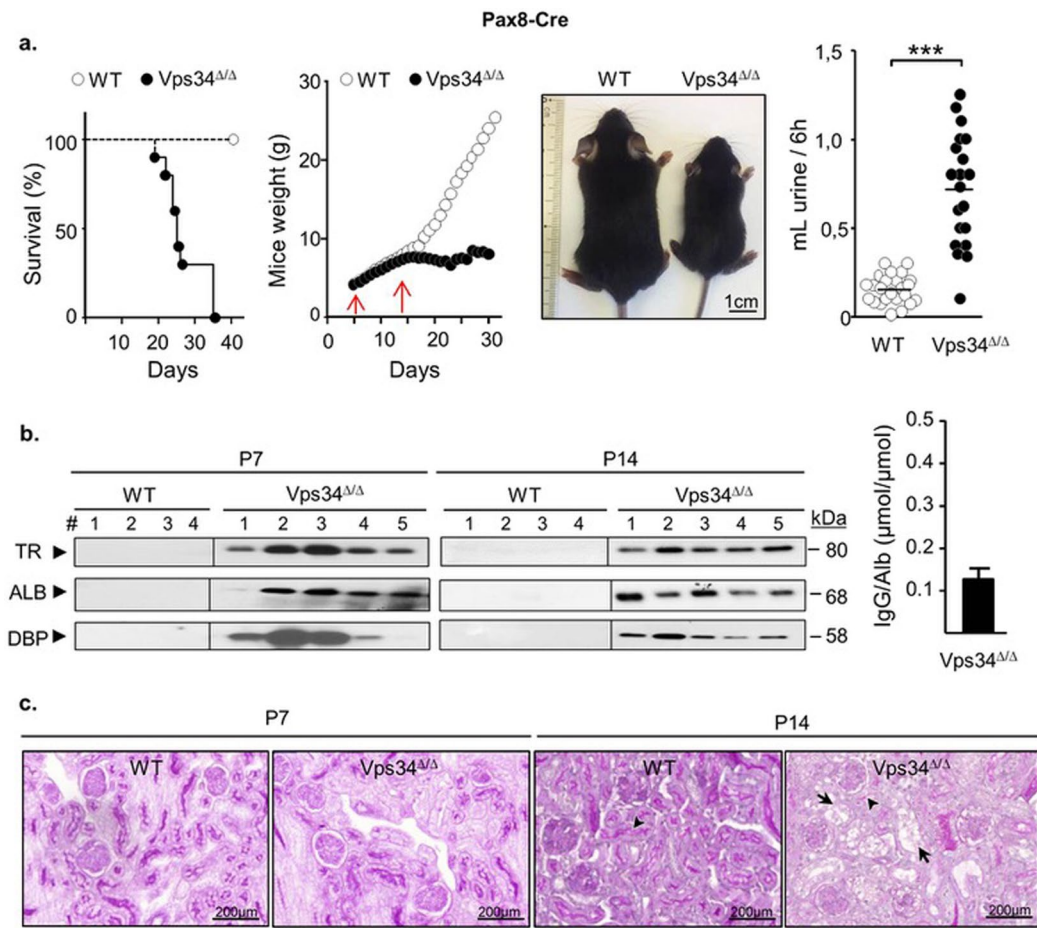 Pax8-Cre
a.
WT Vps34Δ/Δ
Survival (%)
100
50
0
10 20 30 40
Days
WT Vps34Δ/Δ
Mice weight (g)
30
20
10
0
0 10 20 30
Days
WT Vps34Δ/Δ
1cm
***
mL urine / 6h
1,5
1,0
0,5
0
WT Vps34Δ/Δ
b.
P7 P14
WT Vps34Δ/Δ WT Vps34Δ/Δ
# 1 2 3 4 1 2 3 4 5 1 2 3 4 1 2 3 4 5 kDa
TR 80
ALB 68
DBP 58
IgG/Alb (µmol/µmol)
0.5
0.4
0.3
0.2
0.1
Vps34Δ/Δ
c.
P7 P14
WT Vps34Δ/Δ WT Vps34Δ/Δ
200µm 200µm 200µm 200µm